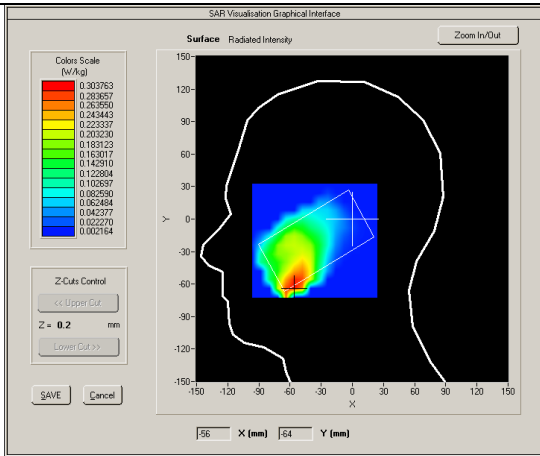 SAR Visualisation Graphical Interface
Surface Radiated Intensity
Zoom In/Out
Colors Scale
(W/kg)
0.303763
0.283657
0.263550
0.243443
0.223337
0.203230
0.183123
0.163017
0.142910
0.122804
0.102697
0.082590
0.062484
0.042377
0.022270
0.002164
Z-Cuts Control
<< Upper Cut
Z = 0.2 mm
Lower Cut >>
SAVE Cancel
150
120
90
60
30
0
-30
-60
-90
-120
-150
Y
-150 -120 -90 -60 -30 0 30 60 90 120 150
X
-56 X (mm) -64 Y (mm)